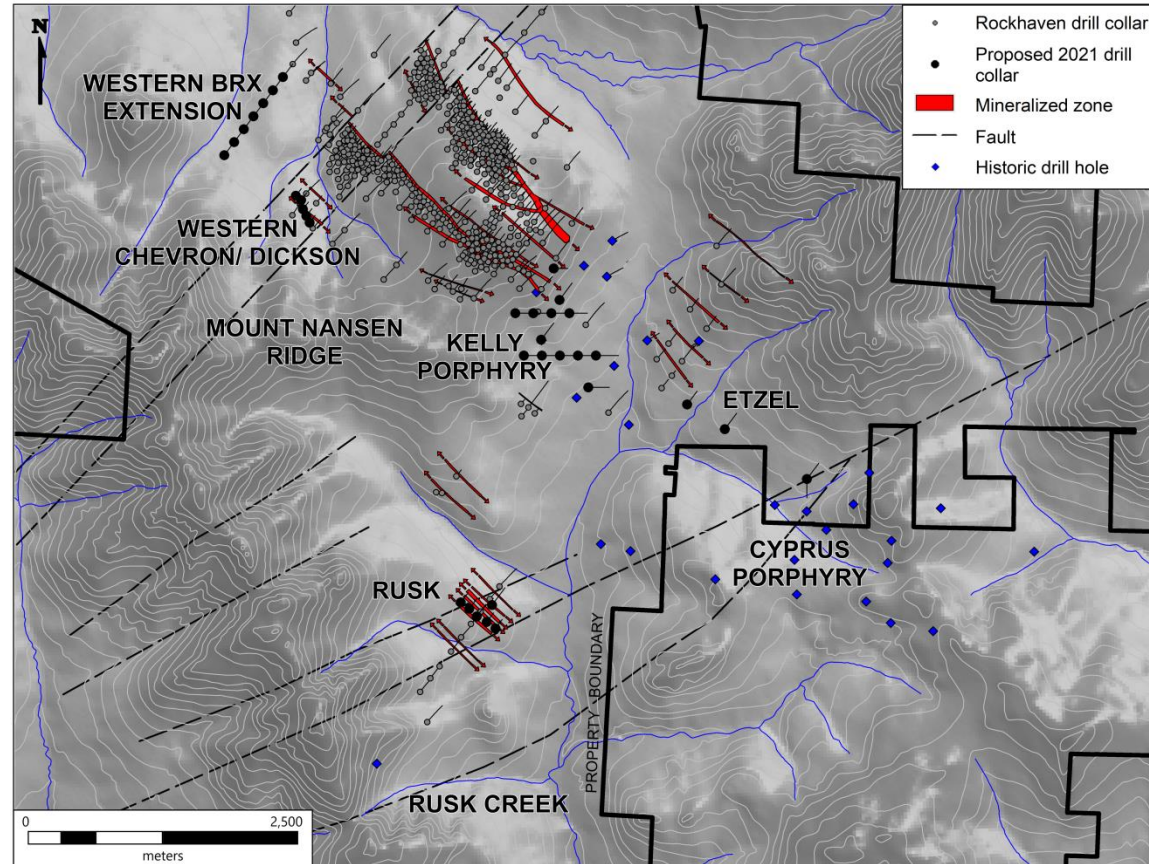 N
Rockhaven drill collar
Proposed 2021 drill
collar
Mineralized zone
Fault
Historic drill hole
WESTERN BRX
EXTENSION
WESTERN
CHEVRON/ DICKSON
MOUNT NANSEN
RIDGE
KELLY
PORPHYRY
ETZEL
CYPRUS
PORPHYRY
RUSK
PROPERTY BOUNDARY
RUSK CREEK
0
2,500
meters